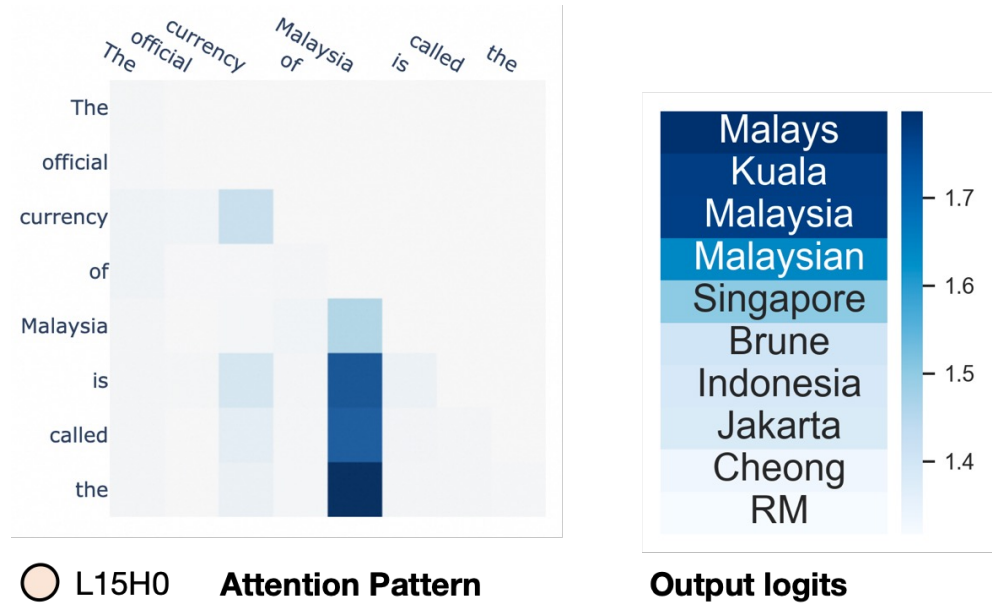 The official currency of Malaysia is called the
The
official
currency
of
Malaysia
is
called
the
Malays
Kuala
Malaysia
Malaysian
Singapore
Brune
Indonesia
Jakarta
Cheong
RM
1.7
1.6
1.5
1.4
L15H0 Attention Pattern
Output logits